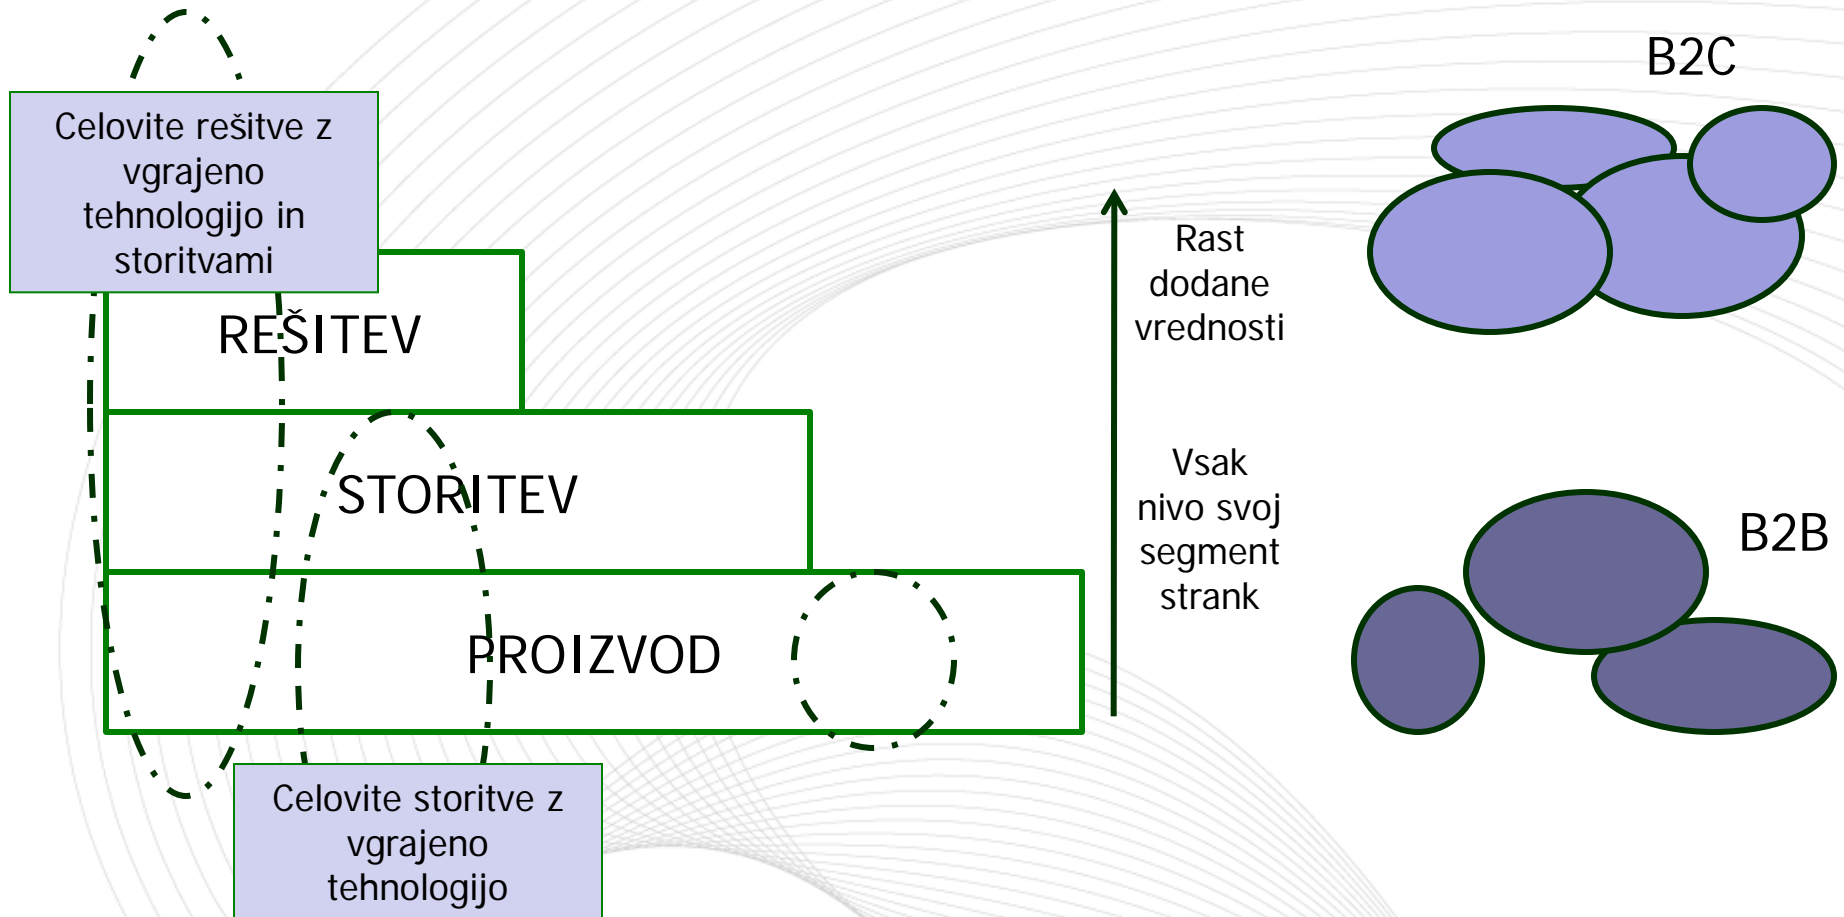 B2C
Celovite rešitve z
vgrajeno
tehnologijo in
storitvami
REŠITEV
Rast
dodane
vrednosti
STORITEV
Vsak
nivo svoj
segment
strank
B2B
PROIZVOD
Celovite storitve z
vgrajeno
tehnologijo